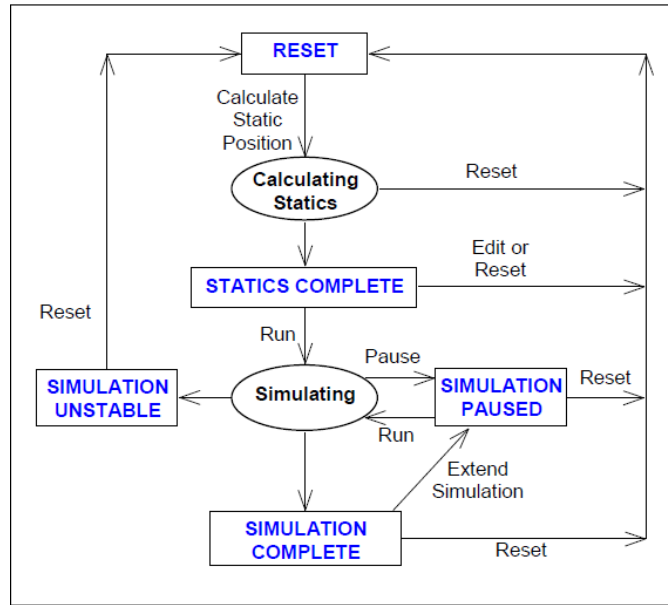 RESET
Calculate
Static
Position
Calculating
Statics
Reset
STATICS COMPLETE
Edit or
Reset
Reset
Run
SIMULATION
UNSTABLE
Simulating
Pause
Run
SIMULATION
PAUSED
Reset
Extend
Simulation
SIMULATION
COMPLETE
Reset